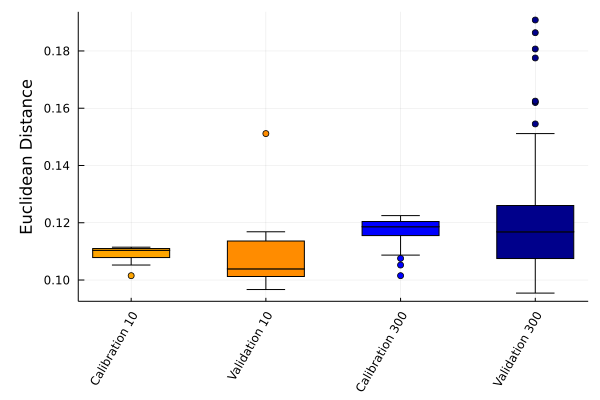 Euclidean Distance
0.18
0.16
0.14
0.12
0.10
Calibration 10
Validation 10
Calibration 300
Validation 300